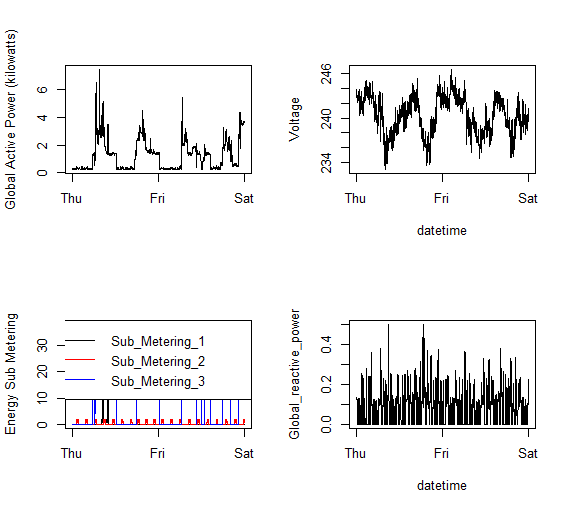 Global Active Power (kilowatts)
6
4
2
0
Thu
Fri
Sat
Voltage
246
240
234
Thu
Fri
Sat
datetime
Energy Sub Metering
30
20
10
0
Sub_Metering_1
Sub_Metering_2
Sub_Metering_3
Thu
Fri
Sat
Global_reactive_power
0.4
0.2
0.0
Thu
Fri
Sat
datetime